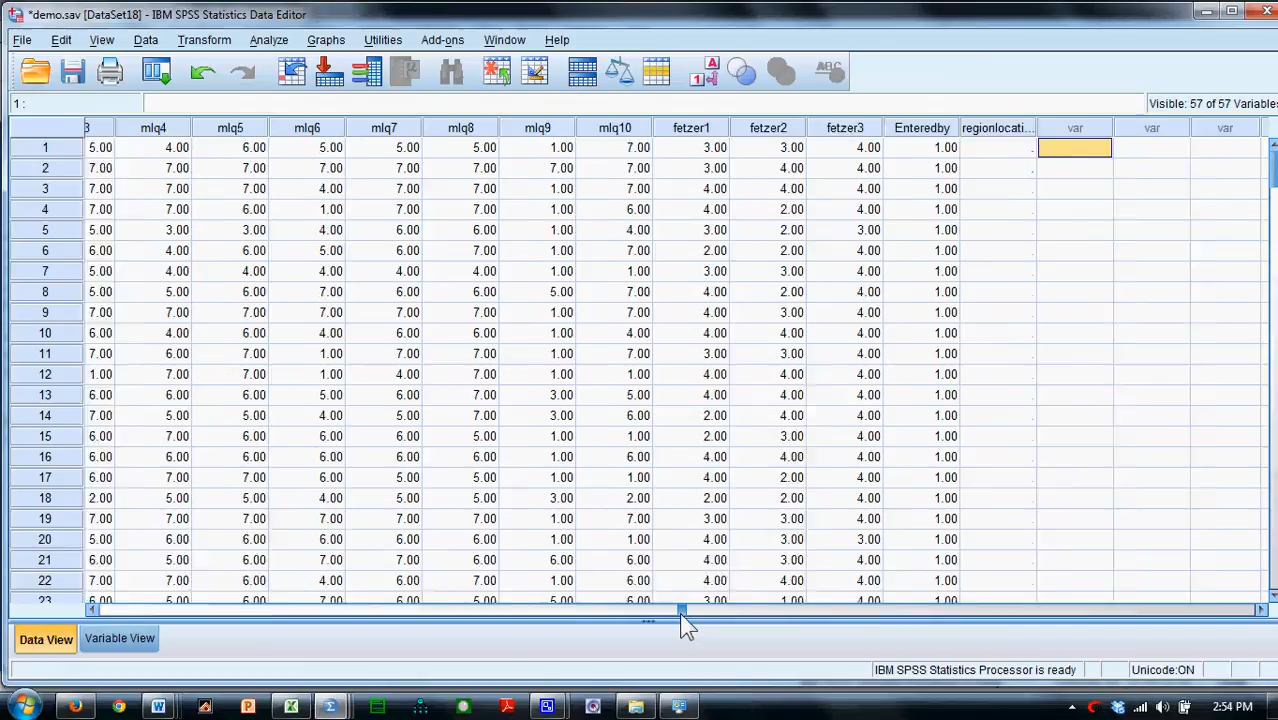 *demo.sav [DataSet18] - IBM SPSS Statistics Data Editor
File Edit View Data Transform Analyze Graphs Utilities Add-ons Window Help
1 : Visible: 57 of 57 Variable
3 mlq4 mlq5 mlq6 mlq7 mlq8 mlq9 mlq10 fetzer1 fetzer2 fetzer3 Enteredby regionlocati... var var var
1 5.00 4.00 6.00 5.00 5.00 5.00 1.00 7.00 3.00 3.00 4.00 1.00 .
2 7.00 7.00 7.00 7.00 7.00 7.00 7.00 7.00 3.00 4.00 4.00 1.00 .
3 7.00 7.00 7.00 4.00 7.00 7.00 1.00 7.00 4.00 4.00 4.00 1.00 .
4 7.00 7.00 6.00 1.00 7.00 7.00 1.00 6.00 4.00 2.00 4.00 1.00 .
5 5.00 3.00 3.00 4.00 6.00 6.00 1.00 4.00 3.00 2.00 3.00 1.00 .
6 6.00 4.00 6.00 5.00 6.00 7.00 1.00 7.00 2.00 2.00 4.00 1.00 .
7 5.00 4.00 4.00 4.00 4.00 4.00 1.00 1.00 3.00 3.00 4.00 1.00 .
8 5.00 6.00 6.00 7.00 6.00 6.00 5.00 7.00 4.00 2.00 4.00 1.00 .
9 7.00 7.00 7.00 7.00 7.00 7.00 1.00 7.00 4.00 3.00 4.00 1.00 .
10 6.00 4.00 6.00 4.00 6.00 6.00 1.00 4.00 4.00 4.00 4.00 1.00 .
11 7.00 6.00 7.00 1.00 7.00 7.00 1.00 7.00 3.00 3.00 4.00 1.00 .
12 1.00 7.00 7.00 1.00 4.00 7.00 1.00 1.00 4.00 4.00 4.00 1.00 .
13 6.00 6.00 6.00 5.00 6.00 7.00 3.00 5.00 4.00 4.00 4.00 1.00 .
14 7.00 5.00 5.00 4.00 5.00 7.00 3.00 6.00 2.00 4.00 4.00 1.00 .
15 6.00 7.00 6.00 6.00 6.00 5.00 1.00 1.00 2.00 3.00 4.00 1.00 .
16 6.00 6.00 6.00 6.00 6.00 6.00 1.00 6.00 4.00 4.00 4.00 1.00 .
17 6.00 7.00 7.00 6.00 5.00 5.00 1.00 1.00 4.00 2.00 4.00 1.00 .
18 2.00 5.00 5.00 4.00 5.00 5.00 3.00 2.00 2.00 2.00 4.00 1.00 .
19 7.00 7.00 7.00 7.00 7.00 7.00 1.00 7.00 3.00 3.00 4.00 1.00 .
20 5.00 6.00 6.00 6.00 6.00 6.00 1.00 1.00 4.00 3.00 3.00 1.00 .
21 6.00 5.00 6.00 7.00 7.00 6.00 6.00 6.00 4.00 3.00 4.00 1.00 .
22 7.00 7.00 6.00 4.00 6.00 7.00 1.00 6.00 4.00 4.00 4.00 1.00 .
23 6.00 5.00 6.00 7.00 6.00 6.00 5.00 6.00 3.00 1.00 4.00 1.00
Data View Variable View
IBM SPSS Statistics Processor is ready Unicode:ON
2:54 PM